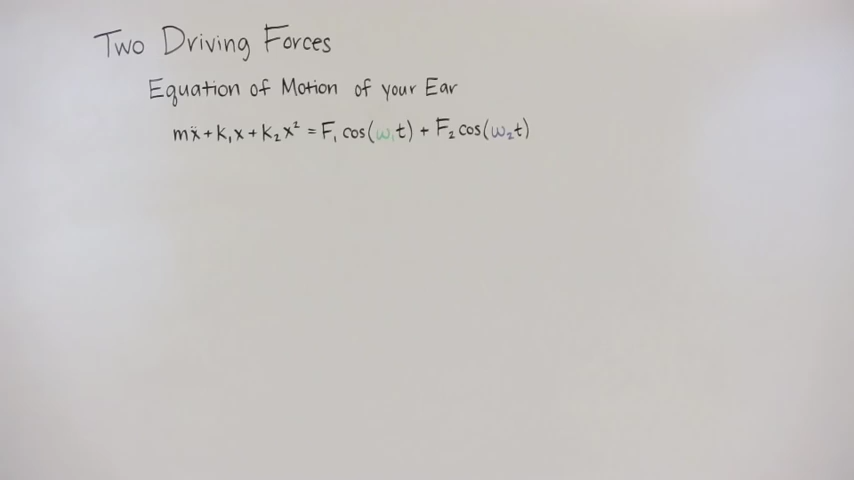 Two Driving Forces
Equation of Motion of your Ear
mẍ + k₁x + k₂x² = F₁ cos(ω₁t) + F₂ cos(ω₂t)